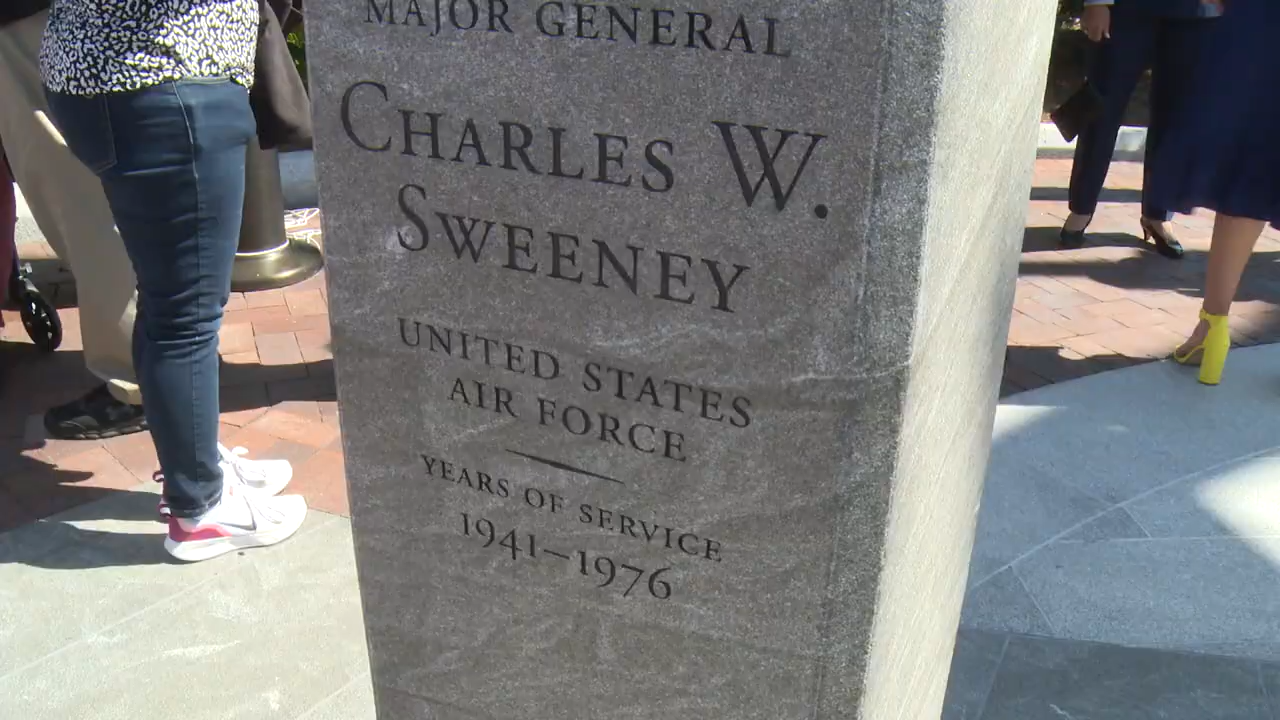 MAJOR GENERAL
CHARLES W.
SWEENEY
UNITED STATES
AIR FORCE
YEARS OF SERVICE
1941–1976